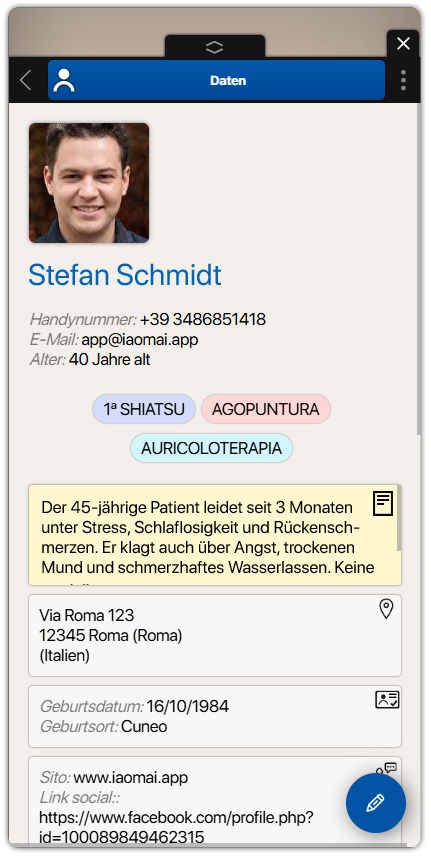 Daten
Stefan Schmidt
Handynummer: +39 3486851418
E-Mail: app@iaomai.app
Alter: 40 Jahre alt
1ª SHIATSU
AGOPUNTURA
AURICOLOTERAPIA
Der 45-jährige Patient leidet seit 3 Monaten
unter Stress, Schlaflosigkeit und Rückensch-
merzen. Er klagt auch über Angst, trockenen
Mund und schmerzhaftes Wasserlassen. Keine
Via Roma 123
12345 Roma (Roma)
(Italien)
Geburtsdatum: 16/10/1984
Geburtsort: Cuneo
Sito: www.iaomai.app
Link social::
https://www.facebook.com/profile.php?
id=100089849462315